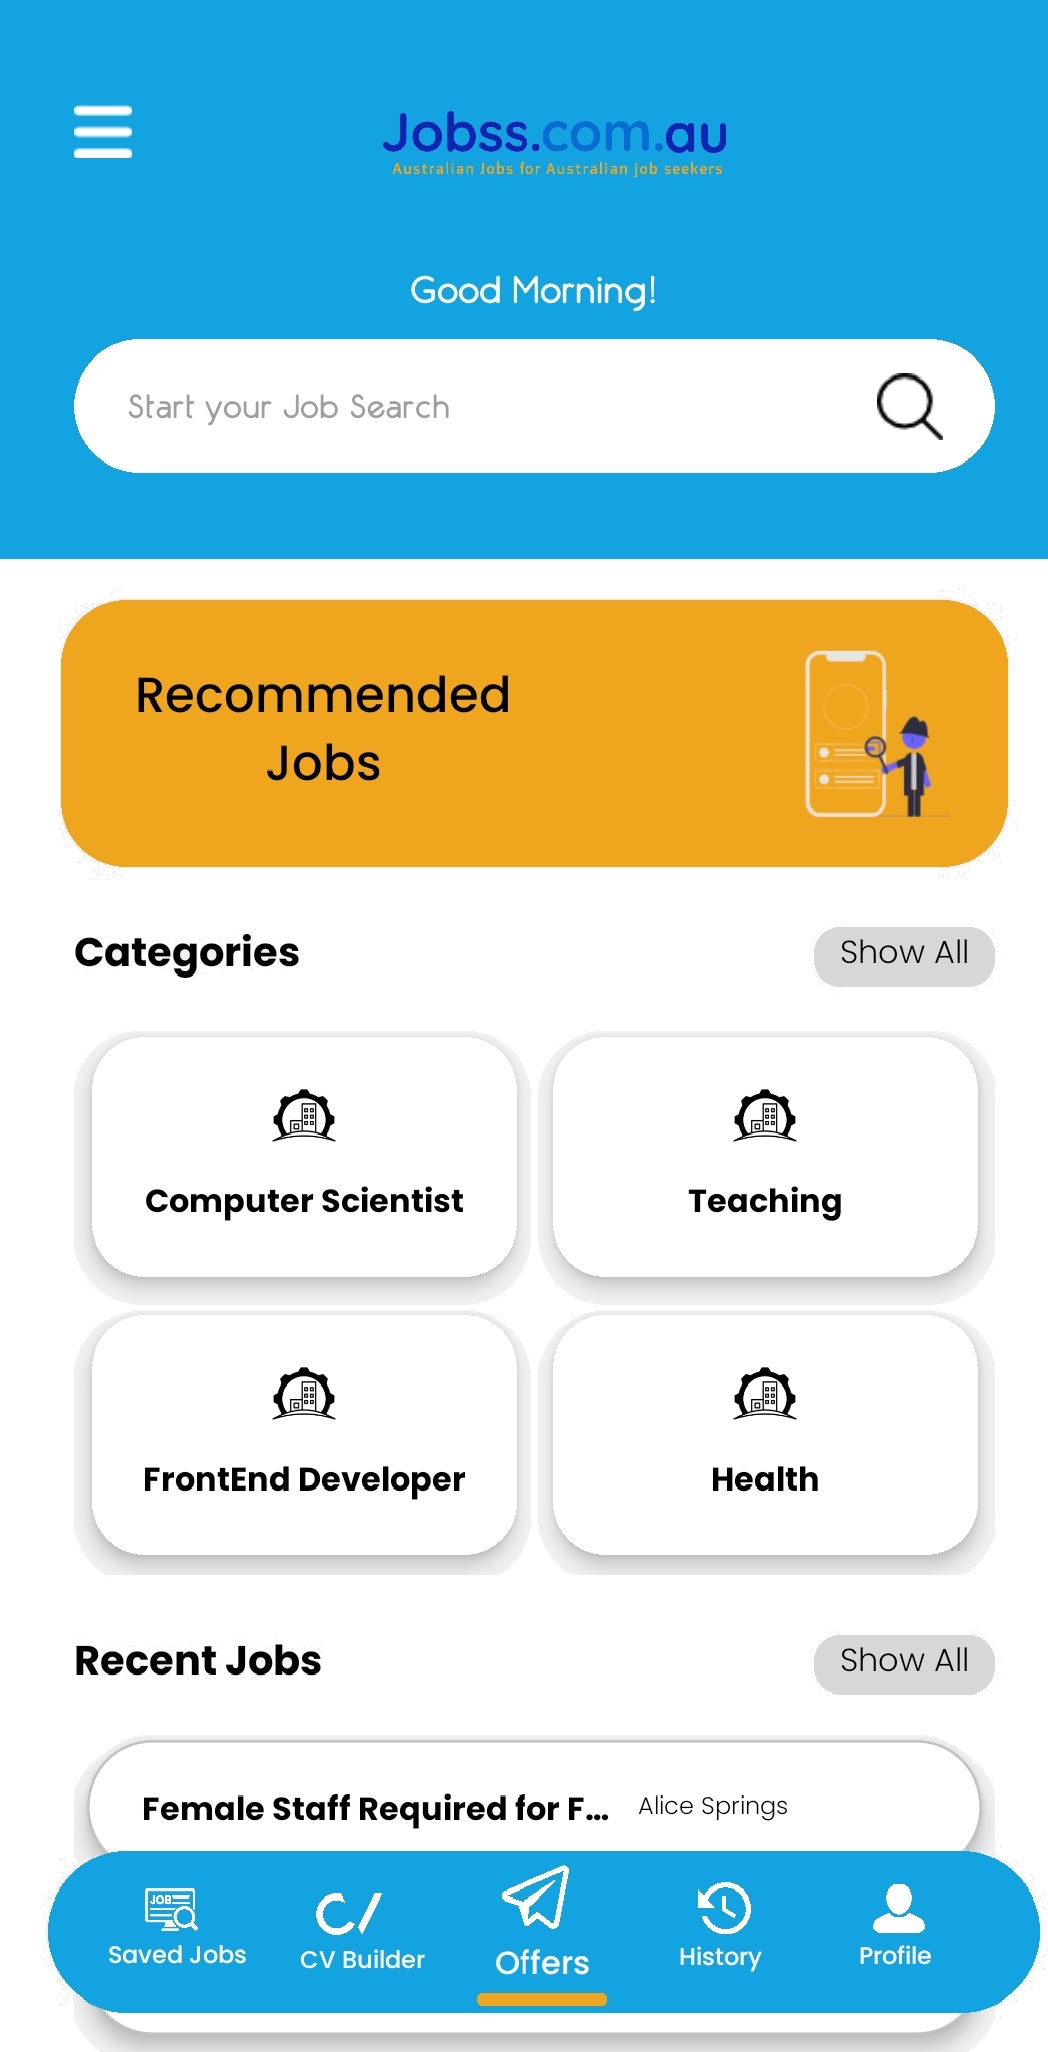 Jobss.com.au
Australian Jobs for Australian job seekers
Good Morning!
Start your Job Search
Recommended
Jobs
Categories
Show All
Computer Scientist
Teaching
FrontEnd Developer
Health
Recent Jobs
Show All
Female Staff Required for F...
Alice Springs
JOB
Saved Jobs
CV Builder
Offers
History
Profile